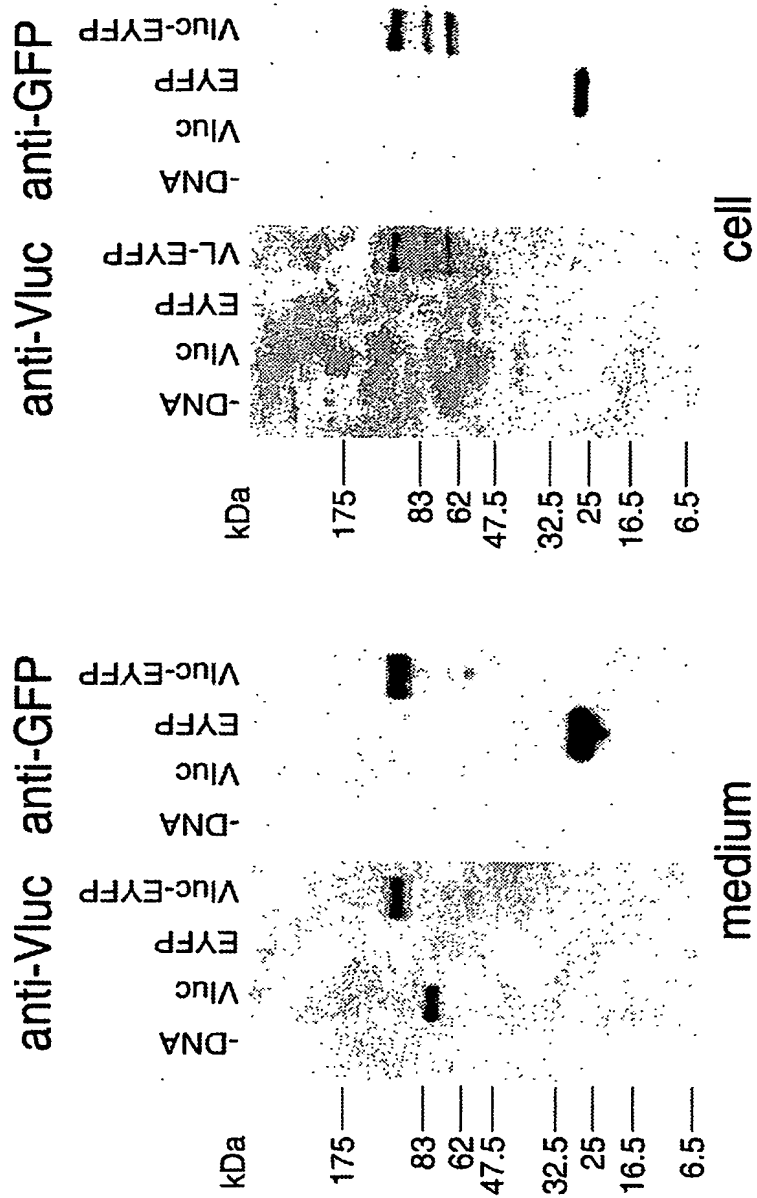 anti-Vluc anti-GFP
-DNA
Vluc
EYFP
Vluc-EYFP
-DNA
Vluc
EYFP
Vluc-EYFP
kDa
175
83
62
47.5
32.5
25
16.5
6.5
medium
anti-Vluc anti-GFP
-DNA
Vluc
EYFP
VL-EYFP
-DNA
Vluc
EYFP
Vluc-EYFP
kDa
175
83
62
47.5
32.5
25
16.5
6.5
cell